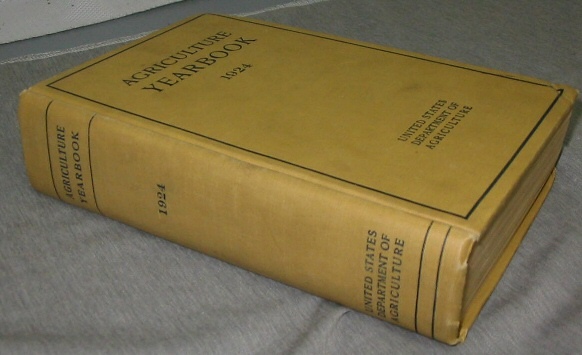 AGRICULTURE
YEARBOOK
1924
UNITED STATES
DEPARTMENT OF
AGRICULTURE
AGRICULTURE
YEARBOOK
1924
UNITED STATES
DEPARTMENT OF
AGRICULTURE